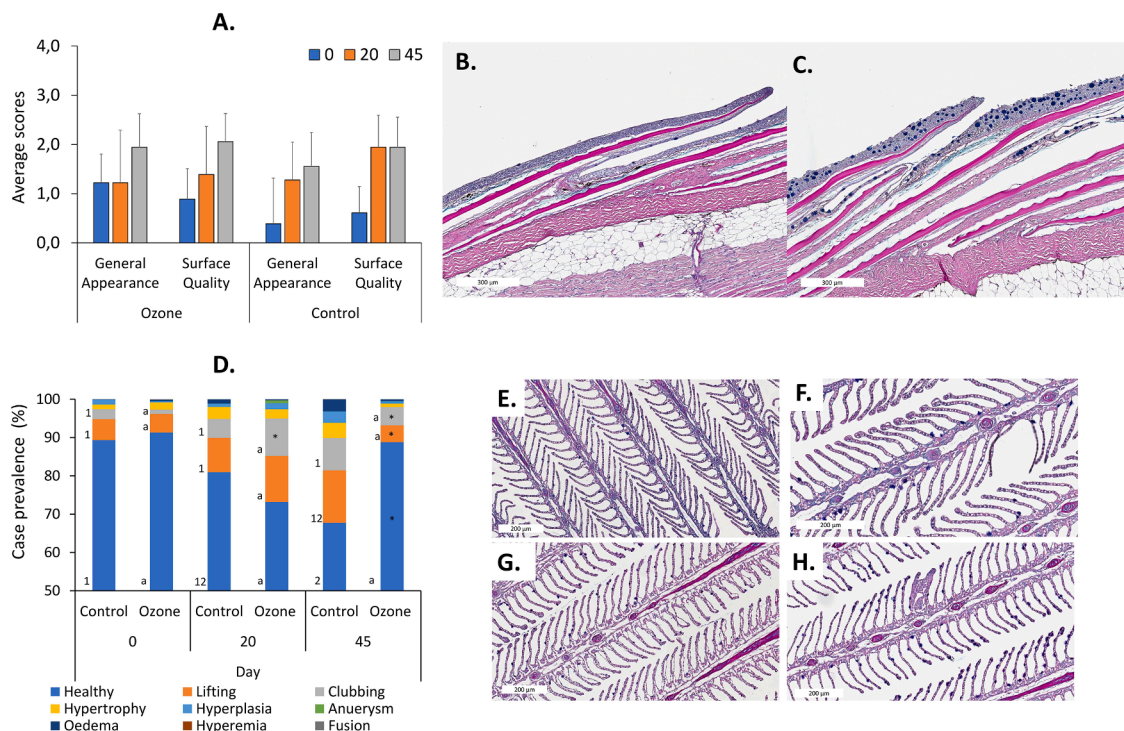 A.
4,0
3,0
2,0
1,0
0,0
Average scores
0 20 45
General Appearance
Surface Quality
General Appearance
Surface Quality
Ozone
Control
B.
300 µm
C.
300 µm
D.
100
90
80
70
60
50
Case prevalence (%)
1
1
1
a
a
a
1
1
12
a
*
a
a
1
12
2
a
*
a
*
*
a
Control Ozone Control Ozone Control Ozone
0 20 45
Day
Healthy Lifting Clubbing
Hypertrophy Hyperplasia Anuerysm
Oedema Hyperemia Fusion
E.
200 µm
F.
200 µm
G.
200 µm
H.
200 µm